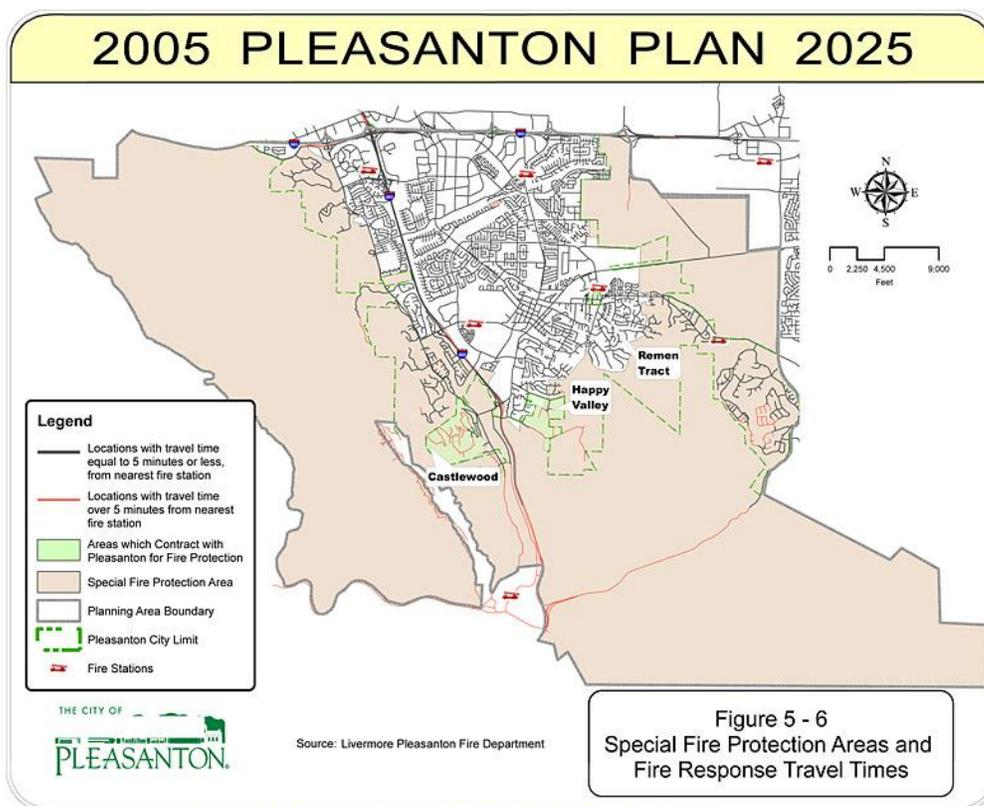 2005 PLEASANTON PLAN 2025
N
W
E
S
0 2,250 4,500 9,000
Feet
Remen
Tract
Happy
Valley
Castlewood
Legend
Locations with travel time
equal to 5 minutes or less,
from nearest fire station
Locations with travel time
over 5 minutes from nearest
fire station
Areas which Contract with
Pleasanton for Fire Protection
Special Fire Protection Area
Planning Area Boundary
Pleasanton City Limit
Fire Stations
THE CITY OF
PLEASANTON.
Source: Livermore Pleasanton Fire Department
Figure 5 - 6
Special Fire Protection Areas and
Fire Response Travel Times